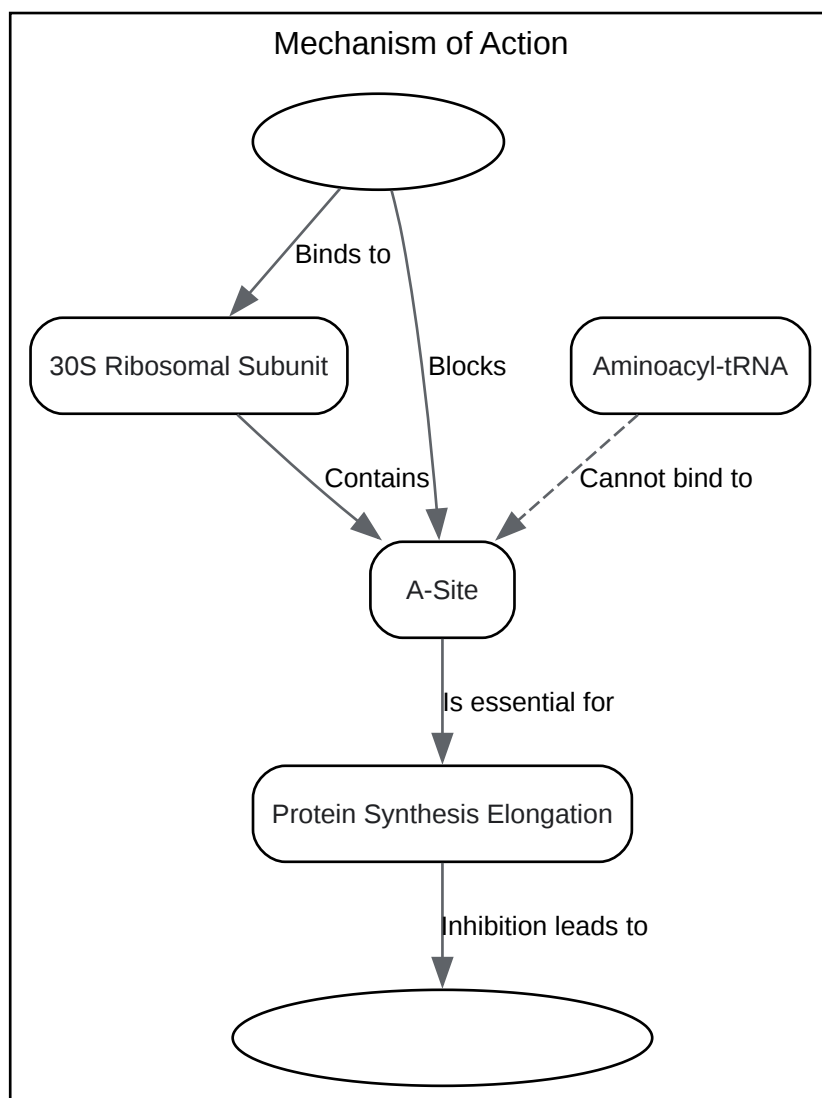 Mechanism of Action
Binds to
30S Ribosomal Subunit
Blocks
Aminoacyl-tRNA
Contains
Cannot bind to
A-Site
Is essential for
Protein Synthesis Elongation
Inhibition leads to